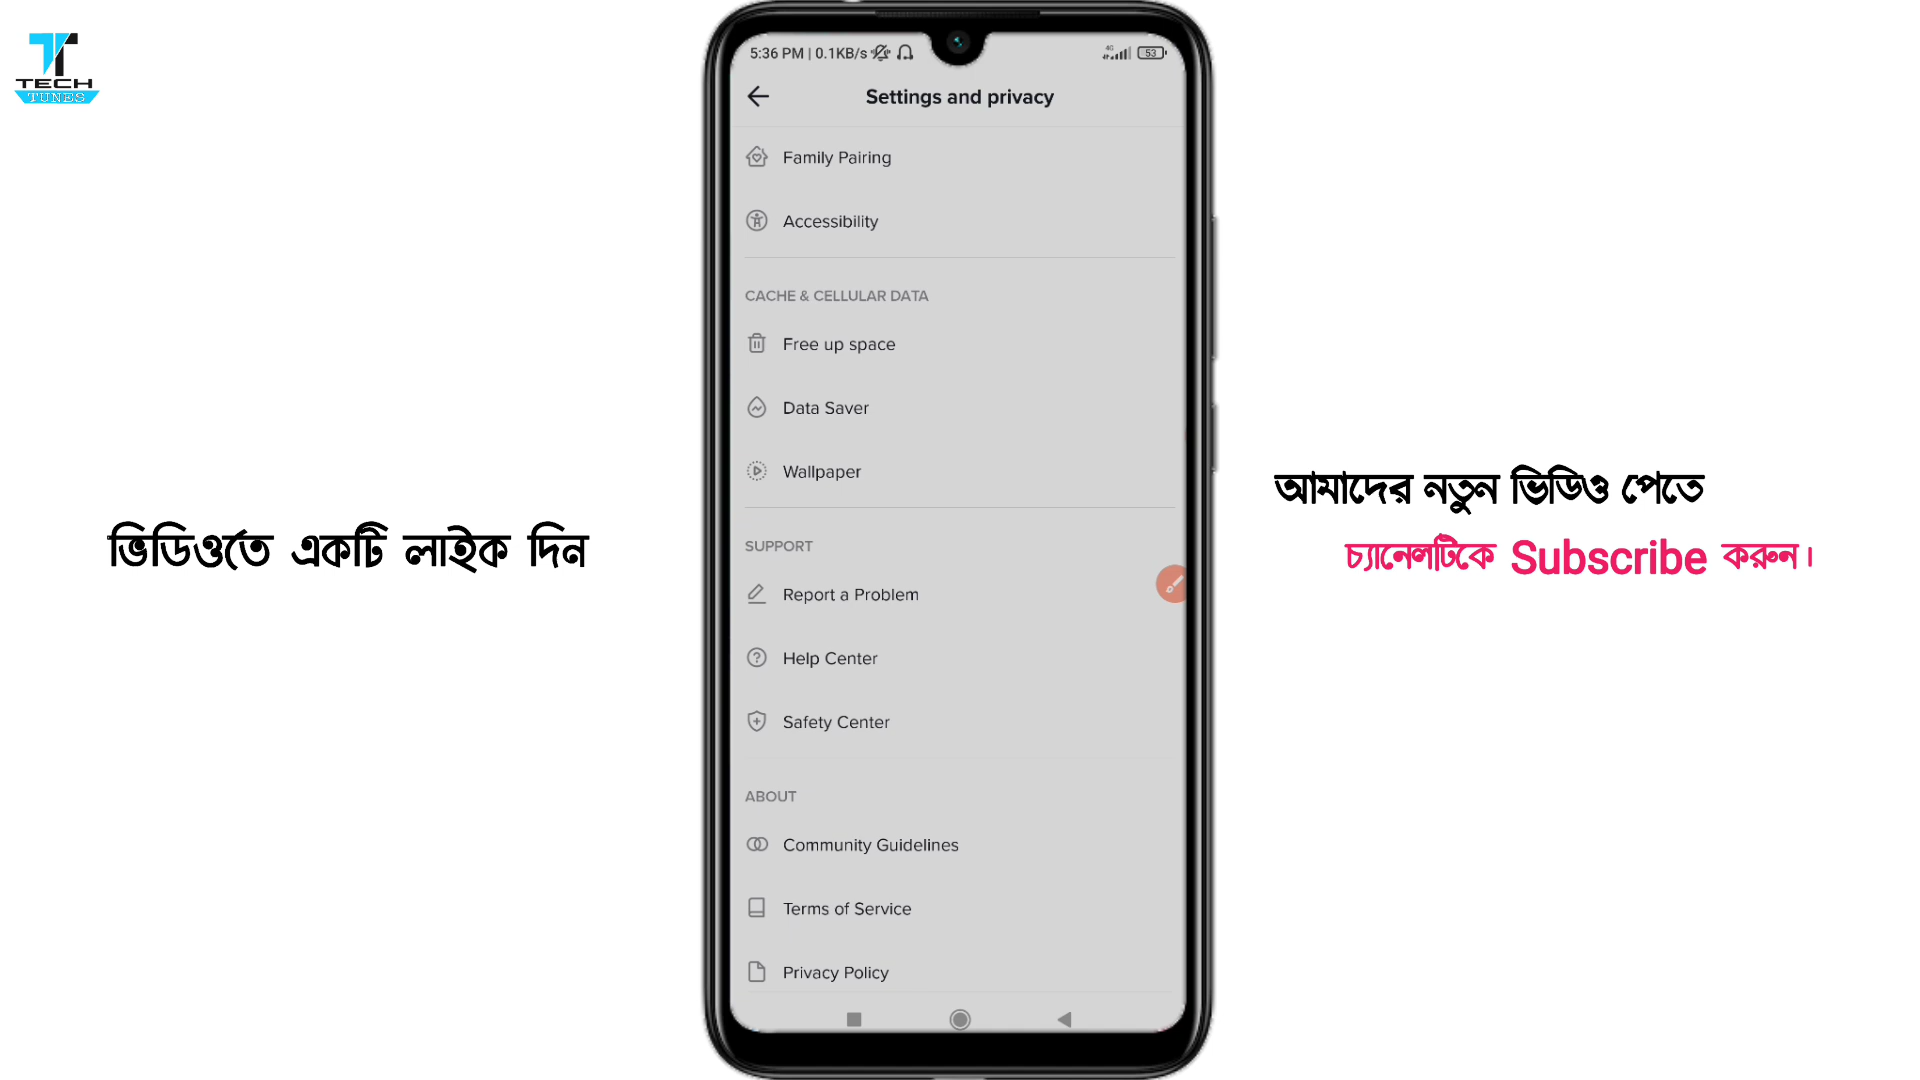 TECH
TUNES
5:36 PM | 0.1KB/s
4G
53
Settings and privacy
Family Pairing
Accessibility
CACHE & CELLULAR DATA
Free up space
Data Saver
Wallpaper
SUPPORT
Report a Problem
Help Center
Safety Center
ABOUT
Community Guidelines
Terms of Service
Privacy Policy
ভিডিওতে একটি লাইক দিন
আমাদের নতুন ভিডিও পেতে
চ্যানেলটিকে Subscribe করুন।